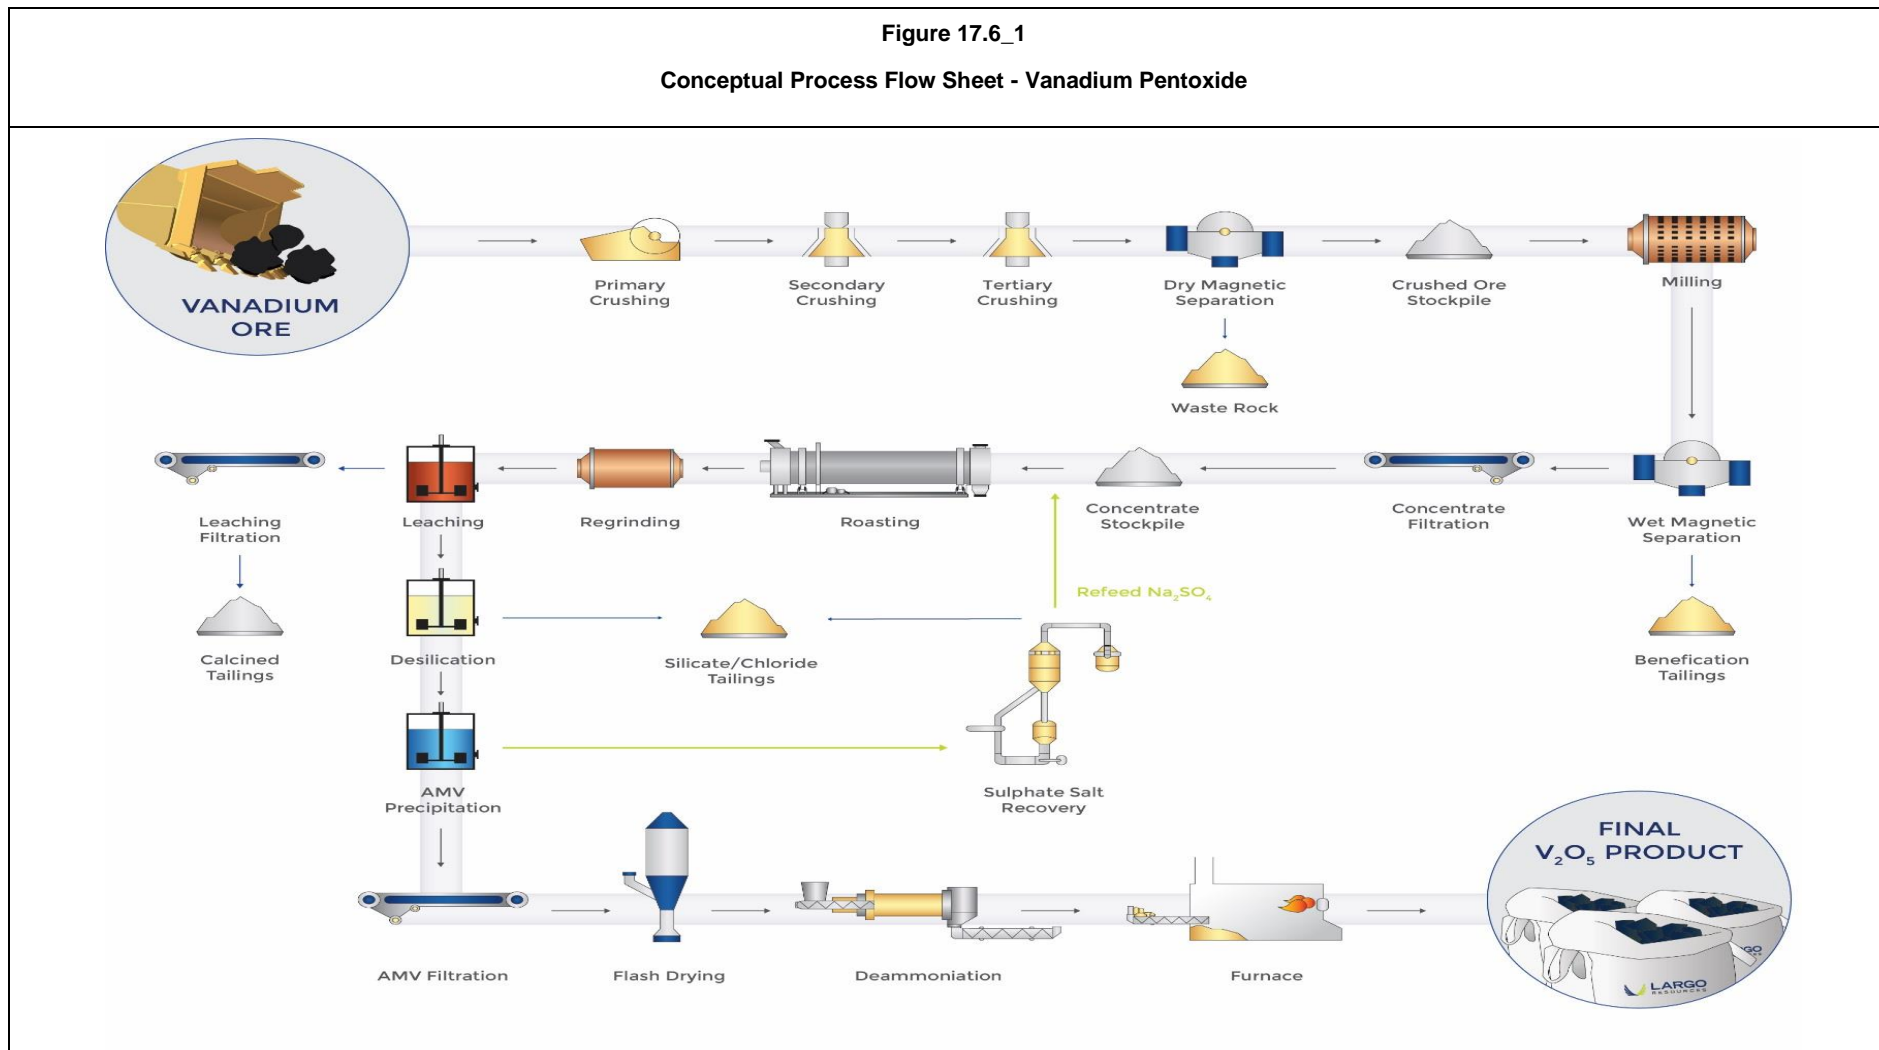 Figure 17.6_1
Conceptual Process Flow Sheet - Vanadium Pentoxide
VANADIUM
ORE
Primary
Crushing
Secondary
Crushing
Tertiary
Crushing
Dry Magnetic
Separation
Crushed Ore
Stockpile
Milling
Waste Rock
Leaching
Filtration
Leaching
Regrinding
Roasting
Concentrate
Stockpile
Concentrate
Filtration
Wet Magnetic
Separation
Refeed Na₂SO₄
Calcined
Tailings
Desilication
Silicate/Chloride
Tailings
Benefication
Tailings
AMV
Precipitation
Sulphate Salt
Recovery
FINAL
V₂O₅ PRODUCT
AMV Filtration
Flash Drying
Deammoniation
Furnace
LARGO
RESOURCES